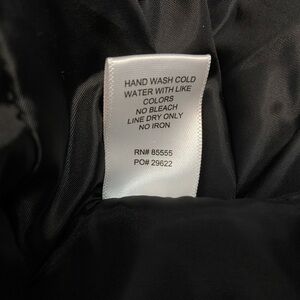 HAND WASH COLD
WATER WITH LIKE
COLORS
NO BLEACH
LINE DRY ONLY
NO IRON
RN# 85555
PO# 29622